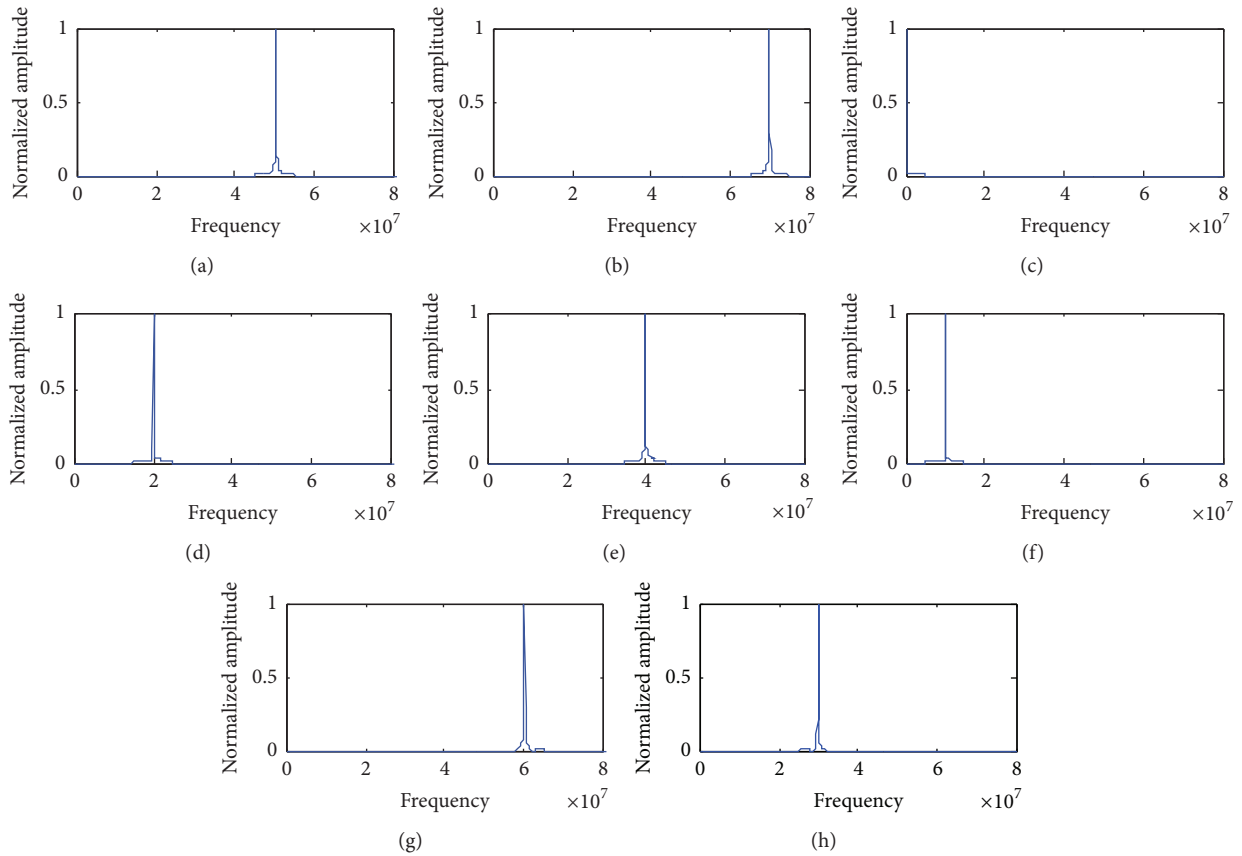 Normalized amplitude
1
0.5
0
0 2 4 6 8
Frequency ×10⁷
(a)
Normalized amplitude
1
0.5
0
0 2 4 6 8
Frequency ×10⁷
(b)
Normalized amplitude
1
0.5
0
0 2 4 6 8
Frequency ×10⁷
(c)
Normalized amplitude
1
0.5
0
0 2 4 6 8
Frequency ×10⁷
(d)
Normalized amplitude
1
0.5
0
0 2 4 6 8
Frequency ×10⁷
(e)
Normalized amplitude
1
0.5
0
0 2 4 6 8
Frequency ×10⁷
(f)
Normalized amplitude
1
0.5
0
0 2 4 6 8
Frequency ×10⁷
(g)
Normalized amplitude
1
0.5
0
0 2 4 6 8
Frequency ×10⁷
(h)